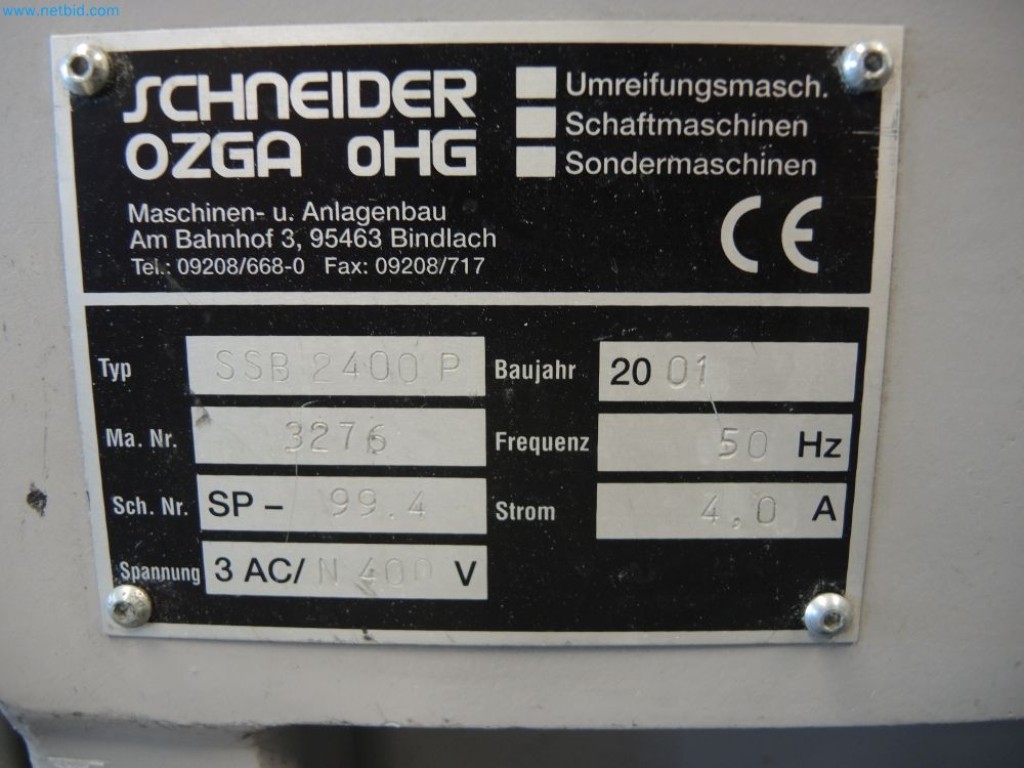 www.netbid.com
SCHNEIDER
OZGA oHG
Umreifungsmasch.
Schaftmaschinen
Sondermaschinen
Maschinen- u. Anlagenbau
Am Bahnhof 3, 95463 Bindlach
Tel.: 09208/668-0 Fax: 09208/717
CE
Typ SSB 2400 P Baujahr 20 01
Ma. Nr. 3276 Frequenz 50 Hz
Sch. Nr. SP- 99.4 Strom 4,0 A
Spannung 3 AC/ N 400 V